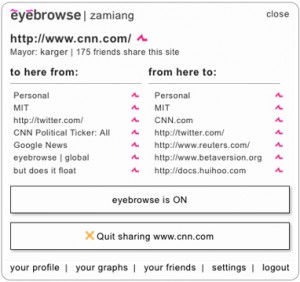 eyebrowse | zamiang close
http://www.cnn.com/
Mayor: karger | 175 friends share this site
to here from:
Personal
MIT
http://twitter.com/
CNN Political Ticker: All
Google News
eyebrowse | global
but does it float
from here to:
Personal
MIT
CNN.com
http://twitter.com/
http://www.reuters.com/
http://www.betaversion.org
http://docs.huihoo.com
eyebrowse is ON
Quit sharing www.cnn.com
your profile | your graphs | your friends | settings | logout